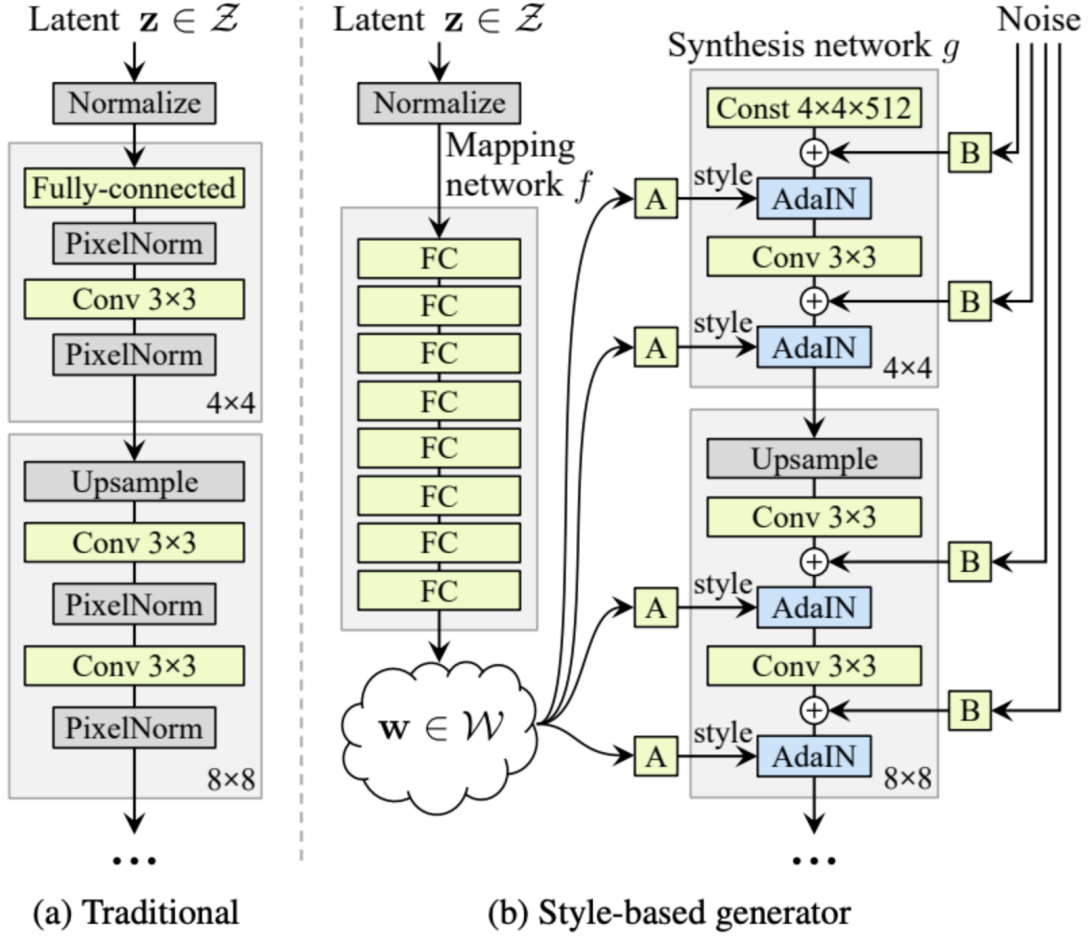 Latent z ∈ 𝒵
Normalize
Fully-connected
PixelNorm
Conv 3×3
PixelNorm
4×4
Upsample
Conv 3×3
PixelNorm
Conv 3×3
PixelNorm
8×8
...
(a) Traditional
Latent z ∈ 𝒵
Normalize
Mapping
network f
FC
FC
FC
FC
FC
FC
FC
FC
w ∈ 𝒲
A
style
A
style
A
style
A
style
Synthesis network g
Const 4×4×512
+
AdaIN
Conv 3×3
+
AdaIN
4×4
Upsample
Conv 3×3
+
AdaIN
Conv 3×3
+
AdaIN
8×8
...
Noise
B
B
B
B
(b) Style-based generator